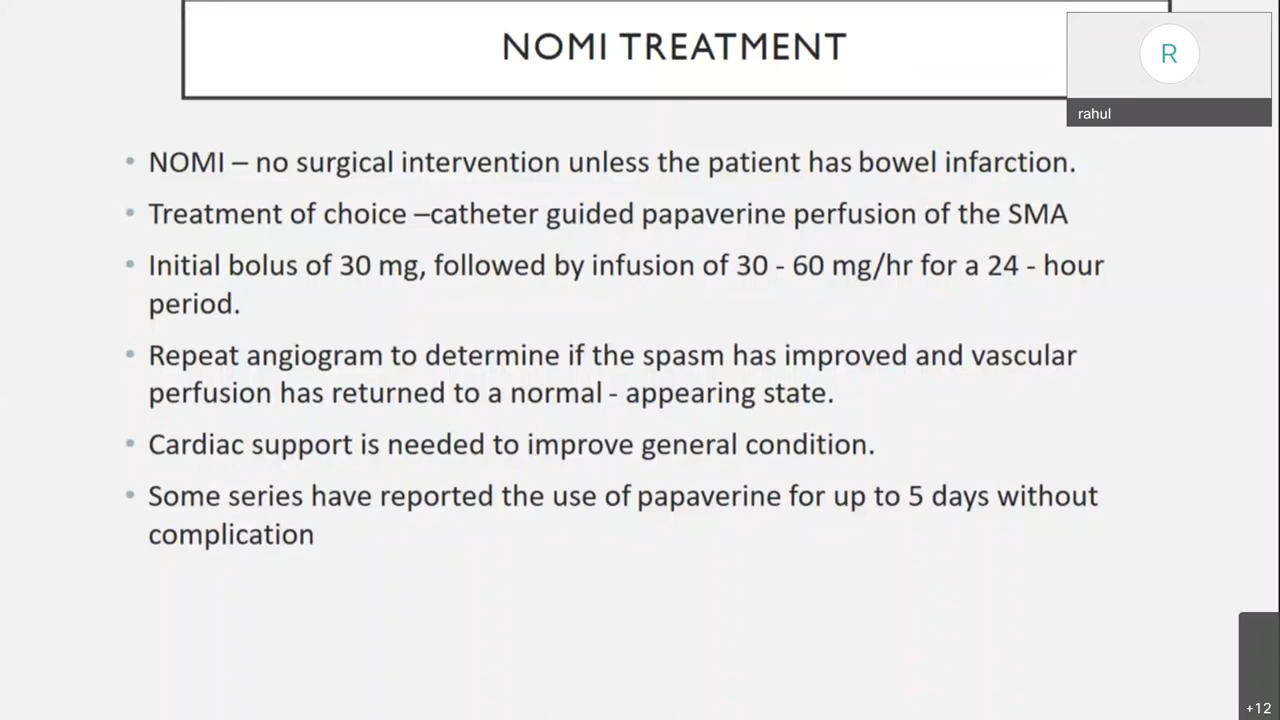 NOMI TREATMENT
R
rahul
• NOMI – no surgical intervention unless the patient has bowel infarction.
• Treatment of choice –catheter guided papaverine perfusion of the SMA
• Initial bolus of 30 mg, followed by infusion of 30 - 60 mg/hr for a 24 - hour
period.
• Repeat angiogram to determine if the spasm has improved and vascular
perfusion has returned to a normal - appearing state.
• Cardiac support is needed to improve general condition.
• Some series have reported the use of papaverine for up to 5 days without
complication
+12